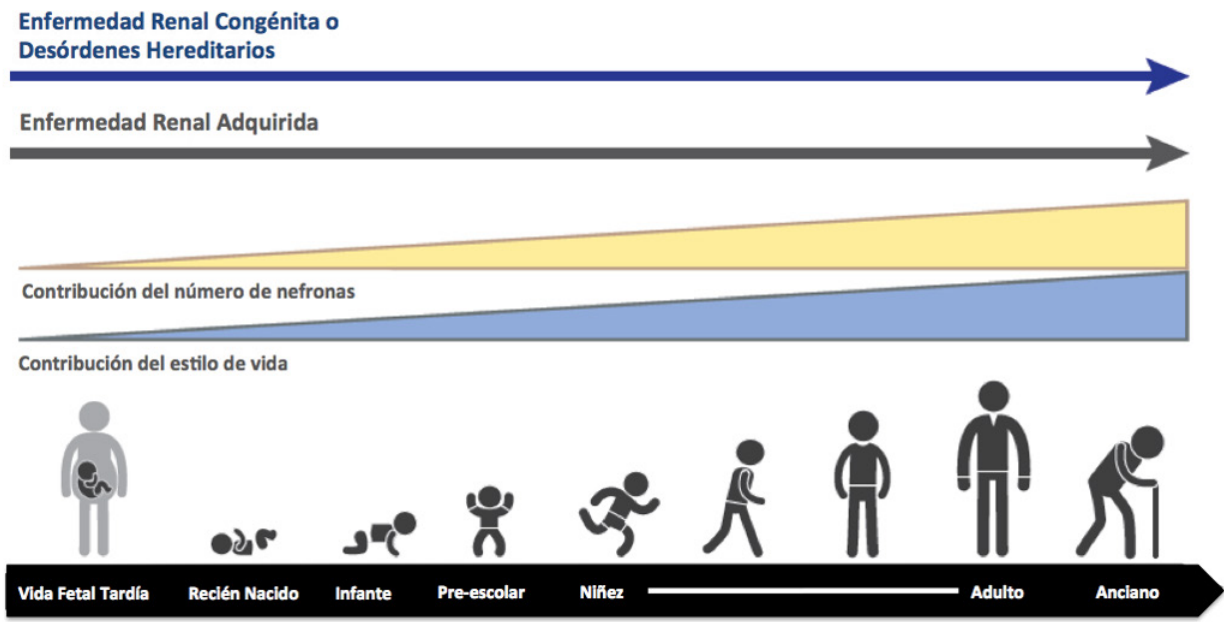 Enfermedad Renal Congénita o
Desórdenes Hereditarios
Enfermedad Renal Adquirida
Contribución del número de nefronas
Contribución del estilo de vida
Vida Fetal Tardía Recién Nacido Infante Pre-escolar Niñez Adulto Anciano